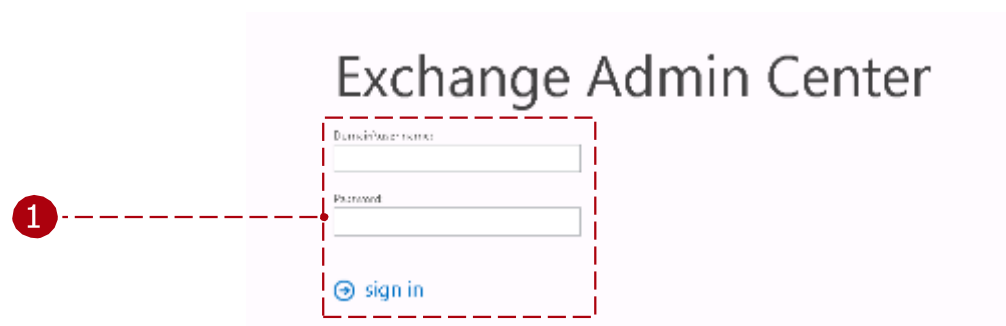 Exchange Admin Center
Domain\user name:
Password:
1
sign in